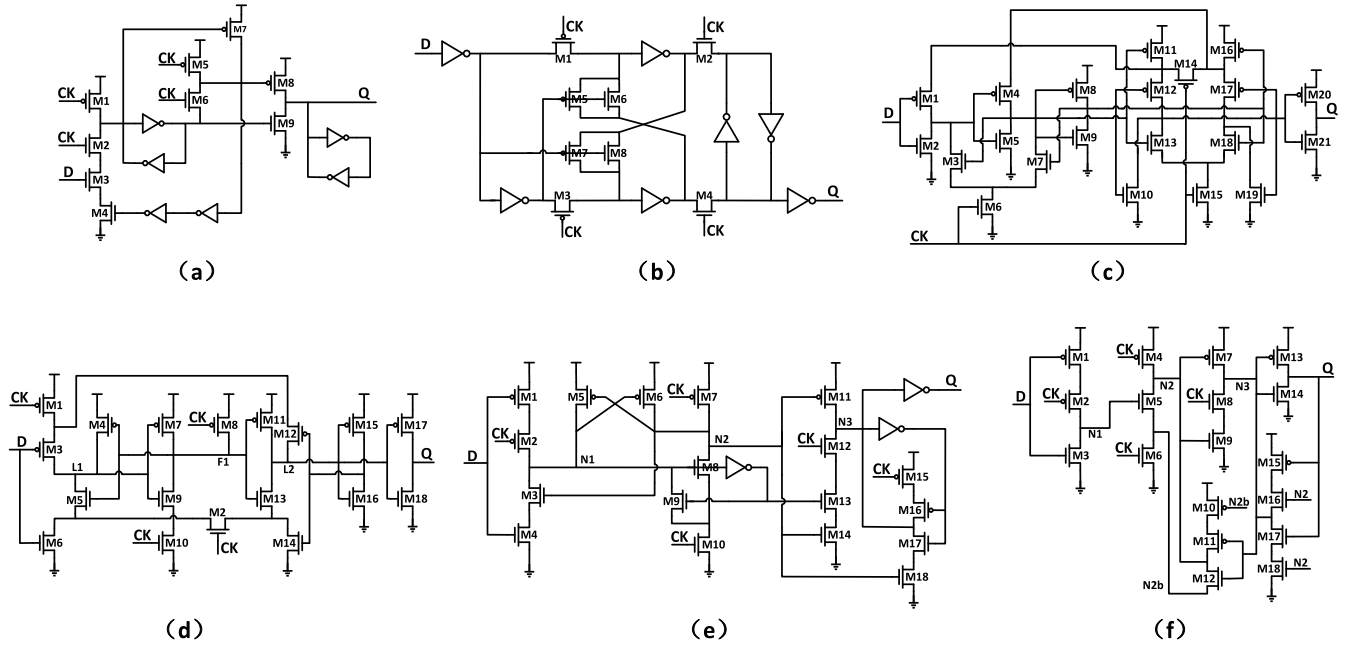 M7
CK M5
CK M1
M8
CK M6
Q
M9
CK M2
D M3
M4
(a)
CK
CK
D
M1
M2
M5 M6
M7 M8
M3
M4
Q
CK
CK
(b)
M11
M16
M14
M1
M4
M8
M12
M17
M20
D
Q
M2
M5
M9
M13
M18
M21
M3
M7
M10
M15
M19
M6
CK
(c)
CK M1
M4
M7
CK M8
M11
M12
M15
M17
D M3
L1
F1
L2
Q
M5
M9
M13
M16
M18
M2
M6
CK M10
CK
M14
(d)
M1
M5
M6
CK M7
M11
Q
CK M2
N2
N3
CK M12
D
N1
M8
CK M15
M3
M9
M13
M16
M4
CK M10
M14
M17
M18
(e)
M1
CK M4
M7
M13
Q
N2
N3
D
CK M2
M5
CK M8
M14
N1
M3
CK M6
M9
M15
M10 N2b
M16 N2
M11
M17
N2b
M12
M18 N2
(f)